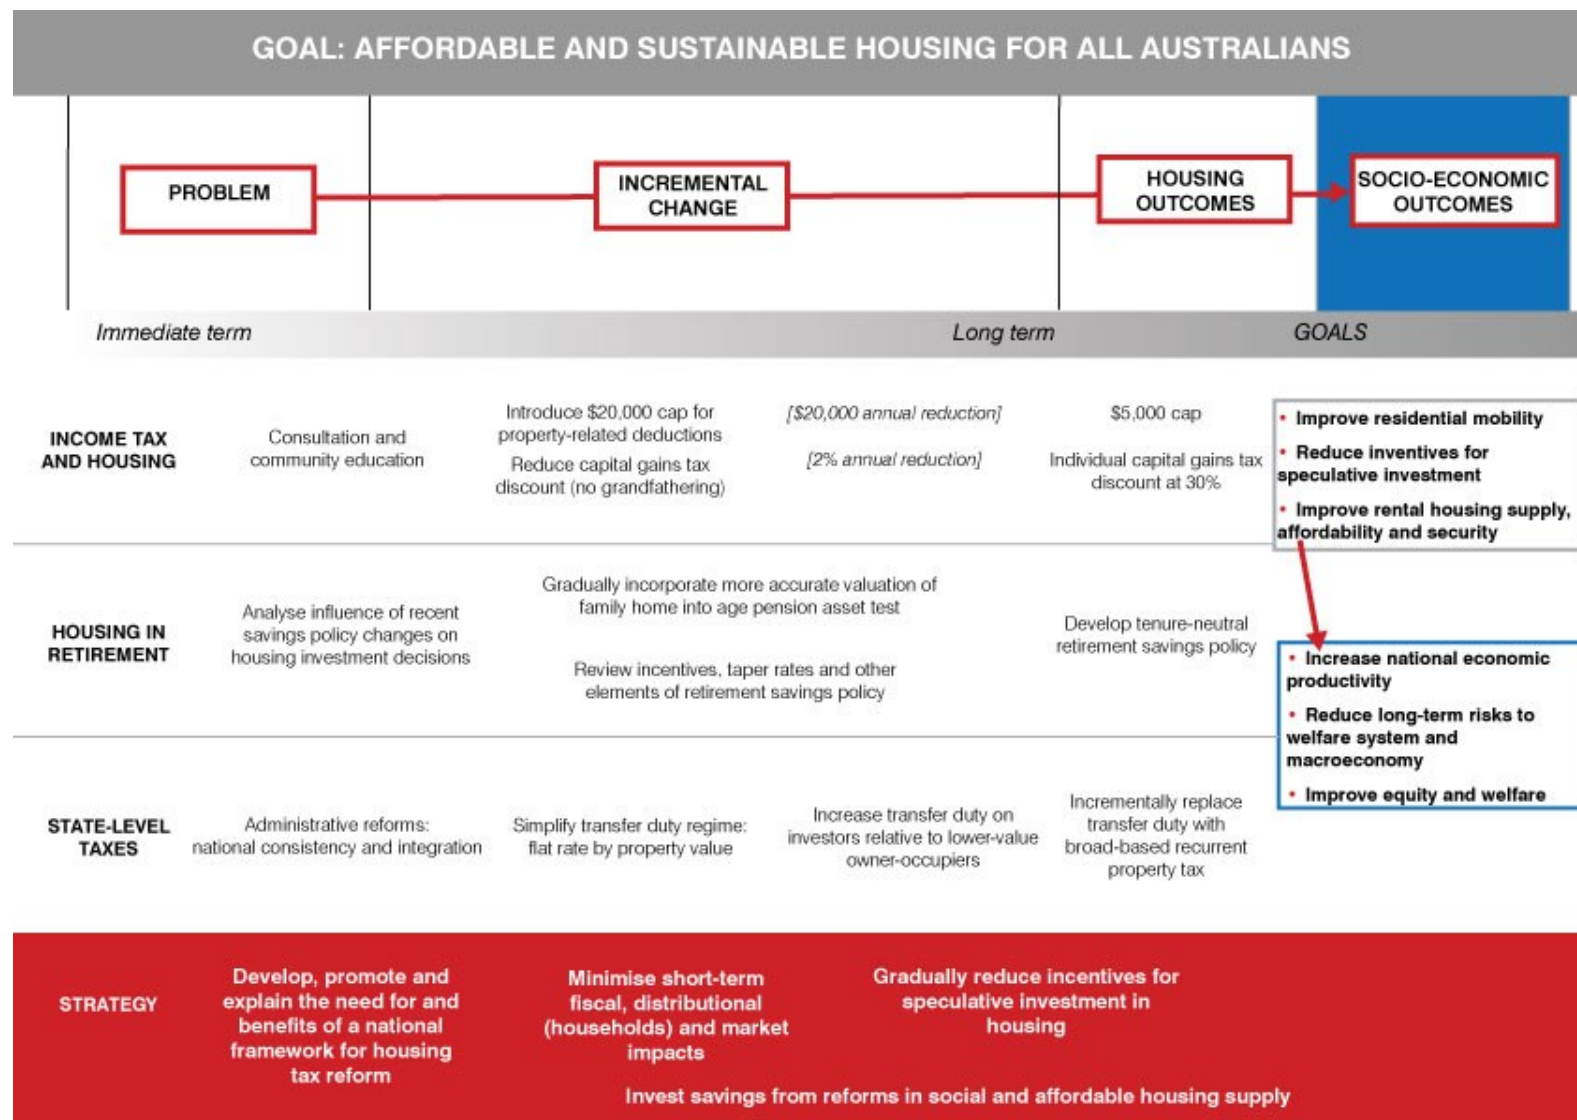 GOAL: AFFORDABLE AND SUSTAINABLE HOUSING FOR ALL AUSTRALIANS
PROBLEM
INCREMENTAL
CHANGE
HOUSING
OUTCOMES
SOCIO-ECONOMIC
OUTCOMES
Immediate term
Long term
GOALS
INCOME TAX
AND HOUSING
Consultation and
community education
Introduce $20,000 cap for
property-related deductions
Reduce capital gains tax
discount (no grandfathering)
[$20,000 annual reduction]
[2% annual reduction]
$5,000 cap
Individual capital gains tax
discount at 30%
• Improve residential mobility
• Reduce inventives for
speculative investment
• Improve rental housing supply,
affordability and security
HOUSING IN
RETIREMENT
Analyse influence of recent
savings policy changes on
housing investment decisions
Gradually incorporate more accurate valuation of
family home into age pension asset test
Review incentives, taper rates and other
elements of retirement savings policy
Develop tenure-neutral
retirement savings policy
• Increase national economic
productivity
• Reduce long-term risks to
welfare system and
macroeconomy
• Improve equity and welfare
STATE-LEVEL
TAXES
Administrative reforms:
national consistency and integration
Simplify transfer duty regime:
flat rate by property value
Increase transfer duty on
investors relative to lower-value
owner-occupiers
Incrementally replace
transfer duty with
broad-based recurrent
property tax
STRATEGY
Develop, promote and
explain the need for and
benefits of a national
framework for housing
tax reform
Minimise short-term
fiscal, distributional
(households) and market
impacts
Gradually reduce incentives for
speculative investment in
housing
Invest savings from reforms in social and affordable housing supply